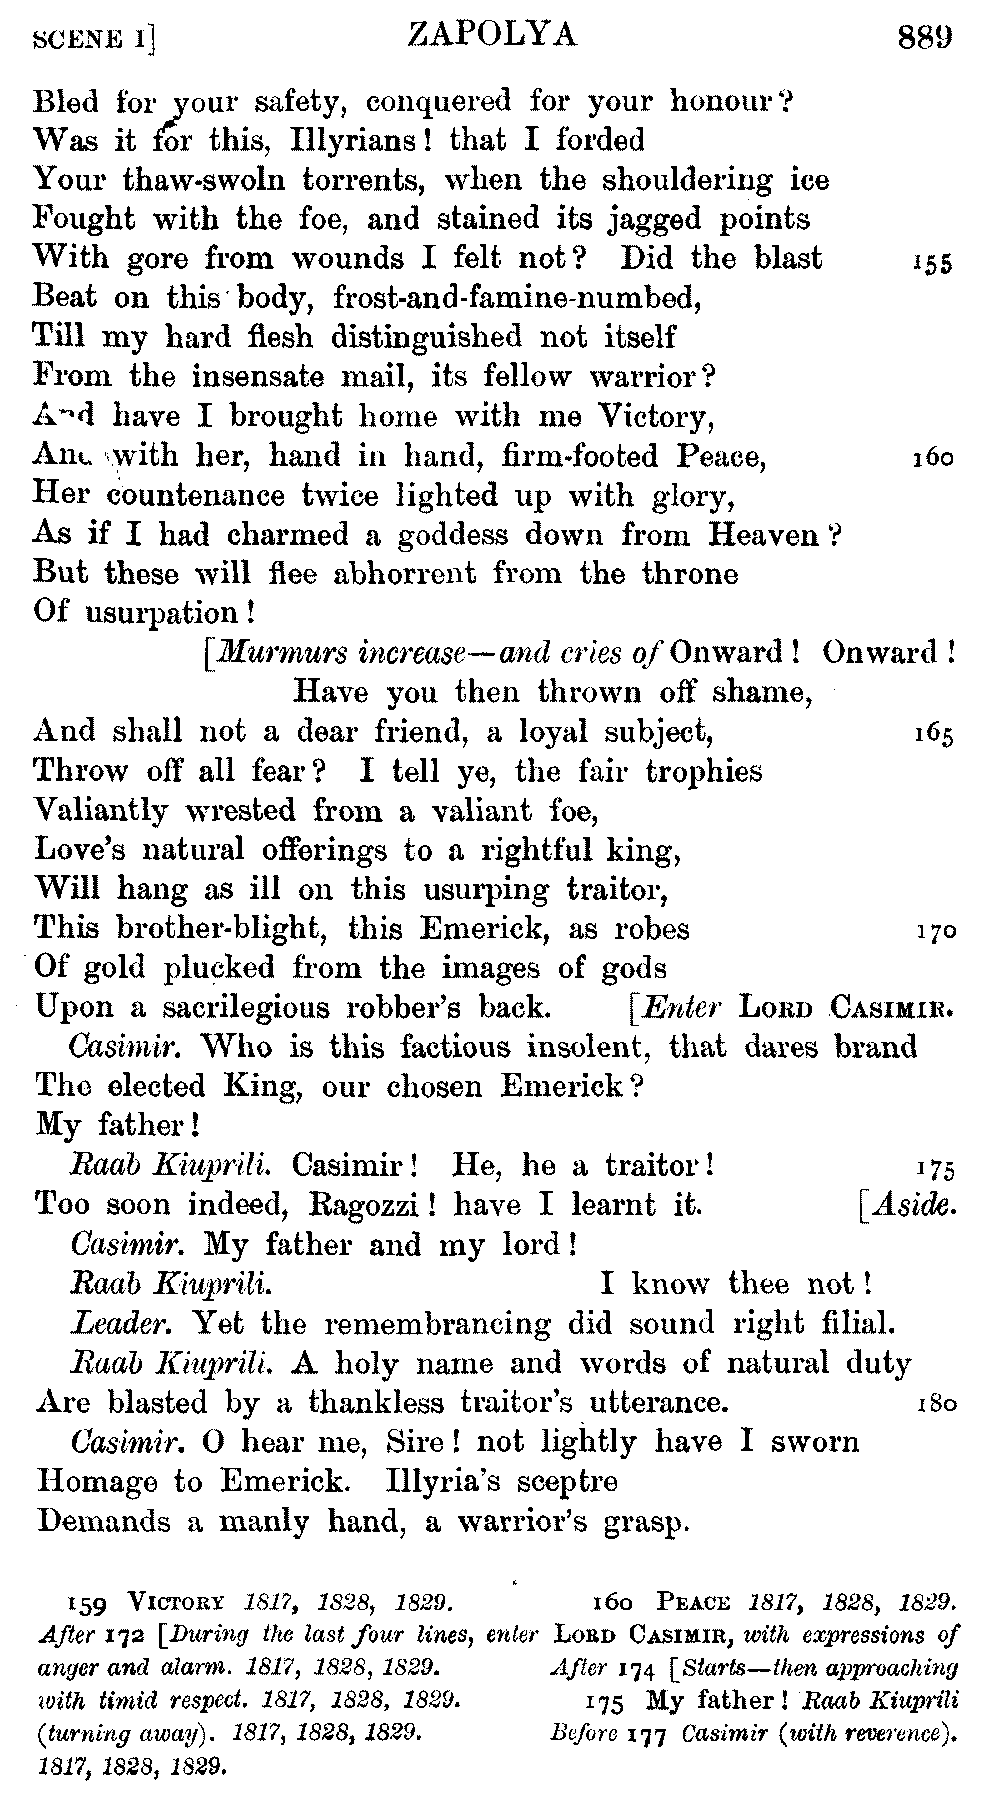 SCENE I] ZAPOLYA 889
Bled for your safety, conquered for your honour?
Was it for this, Illyrians! that I forded
Your thaw-swoln torrents, when the shouldering ice
Fought with the foe, and stained its jagged points
With gore from wounds I felt not? Did the blast 155
Beat on this body, frost-and-famine-numbed,
Till my hard flesh distinguished not itself
From the insensate mail, its fellow warrior?
And have I brought home with me Victory,
And with her, hand in hand, firm-footed Peace, 160
Her countenance twice lighted up with glory,
As if I had charmed a goddess down from Heaven?
But these will flee abhorrent from the throne
Of usurpation!
[Murmurs increase—and cries of Onward! Onward!
Have you then thrown off shame,
And shall not a dear friend, a loyal subject, 165
Throw off all fear? I tell ye, the fair trophies
Valiantly wrested from a valiant foe,
Love's natural offerings to a rightful king,
Will hang as ill on this usurping traitor,
This brother-blight, this Emerick, as robes 170
Of gold plucked from the images of gods
Upon a sacrilegious robber's back. [Enter LORD CASIMIR.
Casimir. Who is this factious insolent, that dares brand
The elected King, our chosen Emerick?
My father!
Raab Kiuprili. Casimir! He, he a traitor! 175
Too soon indeed, Ragozzi! have I learnt it. [Aside.
Casimir. My father and my lord!
Raab Kiuprili. I know thee not!
Leader. Yet the remembrancing did sound right filial.
Raab Kiuprili. A holy name and words of natural duty
Are blasted by a thankless traitor's utterance. 180
Casimir. O hear me, Sire! not lightly have I sworn
Homage to Emerick. Illyria's sceptre
Demands a manly hand, a warrior's grasp.
159 VICTORY 1817, 1828, 1829. 160 PEACE 1817, 1828, 1829.
After 172 [During the last four lines, enter LORD CASIMIR, with expressions of
anger and alarm. 1817, 1828, 1829. After 174 [Starts—then approaching
with timid respect. 1817, 1828, 1829. 175 My father! Raab Kiuprili
(turning away). 1817, 1828, 1829. Before 177 Casimir (with reverence).
1817, 1828, 1829.